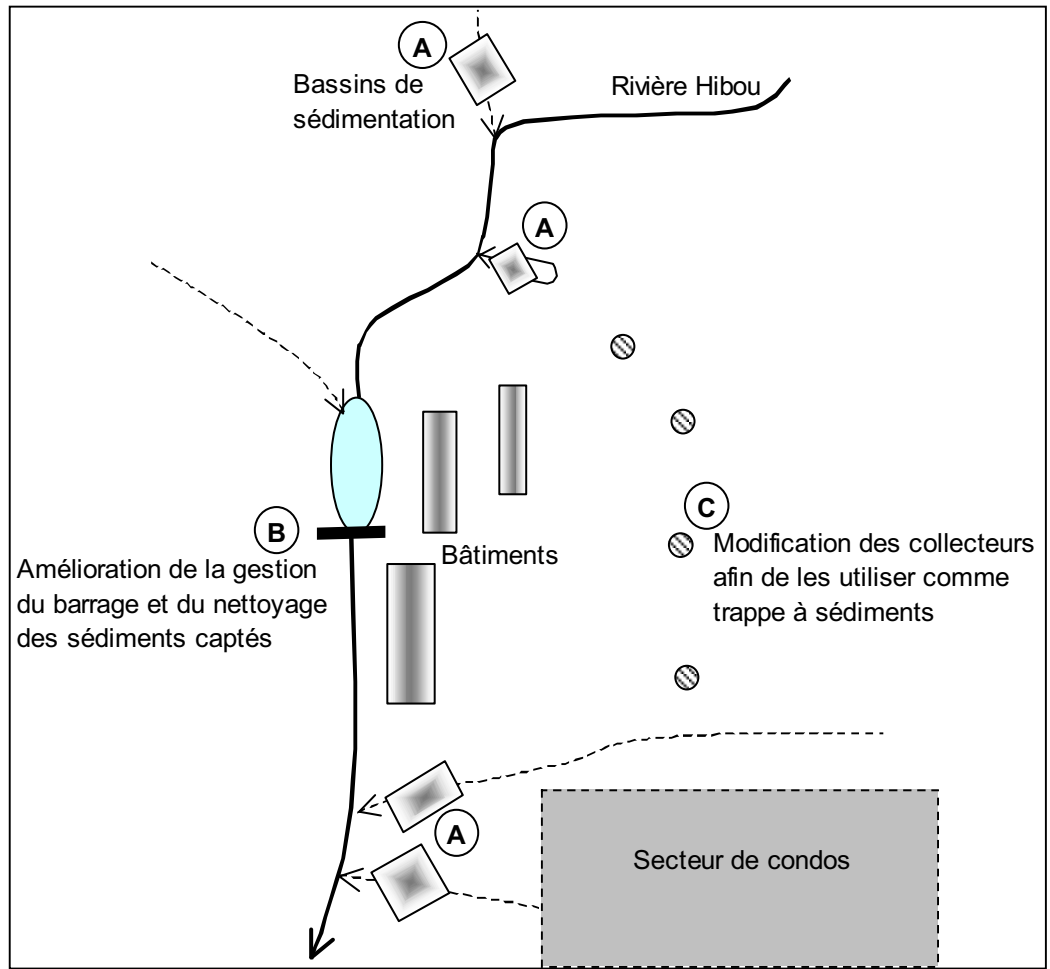 A
Bassins de
sédimentation
Rivière Hibou
A
C
B
Modification des collecteurs
afin de les utiliser comme
trappe à sédiments
Bâtiments
Amélioration de la gestion
du barrage et du nettoyage
des sédiments captés
A
Secteur de condos